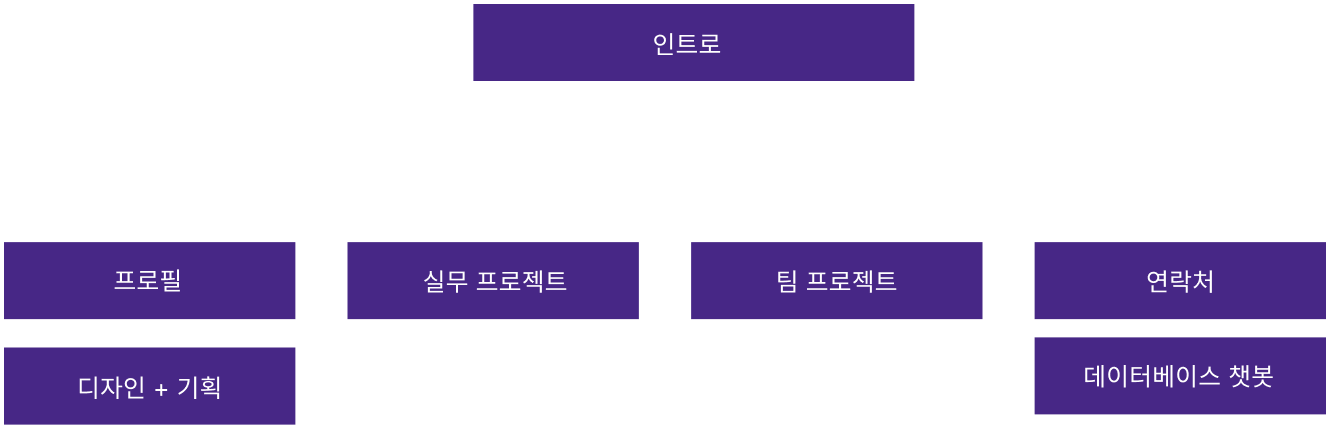 인트로
프로필
실무 프로젝트
팀 프로젝트
연락처
디자인 + 기획
데이터베이스 챗봇